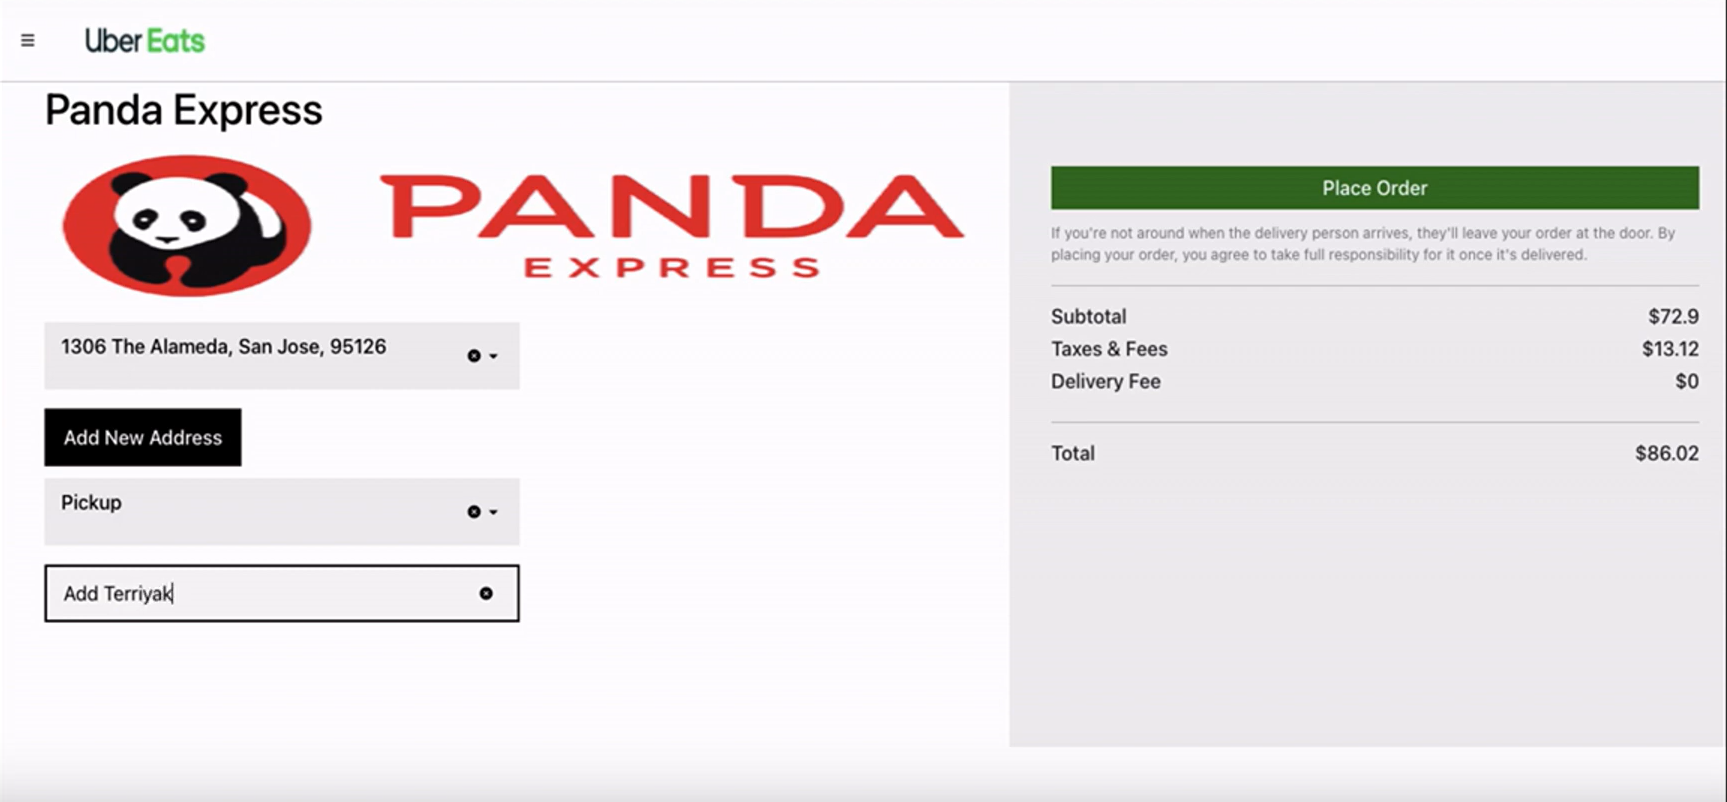 Uber Eats
Panda Express
PANDA
EXPRESS
1306 The Alameda, San Jose, 95126
Add New Address
Pickup
Add Terriyak
Place Order
If you're not around when the delivery person arrives, they'll leave your order at the door. By
placing your order, you agree to take full responsibility for it once it's delivered.
Subtotal $72.9
Taxes & Fees $13.12
Delivery Fee $0
Total $86.02